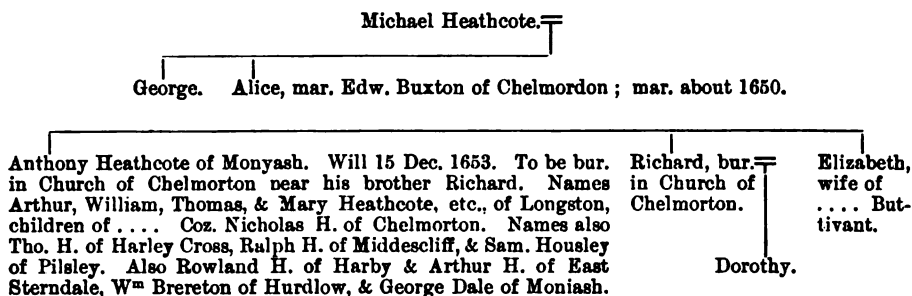 Michael Heathcote.
George. Alice, mar. Edw. Buxton of Chelmordon ; mar. about 1650.
Anthony Heathcote of Monyash. Will 15 Dec. 1653. To be bur.
in Church of Chelmorton near his brother Richard. Names
Arthur, William, Thomas, & Mary Heathcote, etc., of Longston,
children of .... Coz. Nicholas H. of Chelmorton. Names also
Tho. H. of Harley Cross, Ralph H. of Middescliff, & Sam. Housley
of Pilsley. Also Rowland H. of Harby & Arthur H. of East
Sterndale, Wᵐ Brereton of Hurdlow, & George Dale of Moniash.
Richard, bur.
in Church of
Chelmorton.
Dorothy.
Elizabeth,
wife of
.... But-
tivant.